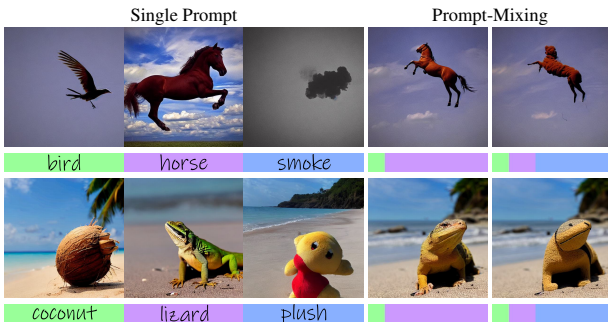 Single Prompt Prompt-Mixing
bird horse smoke
coconut lizard plush